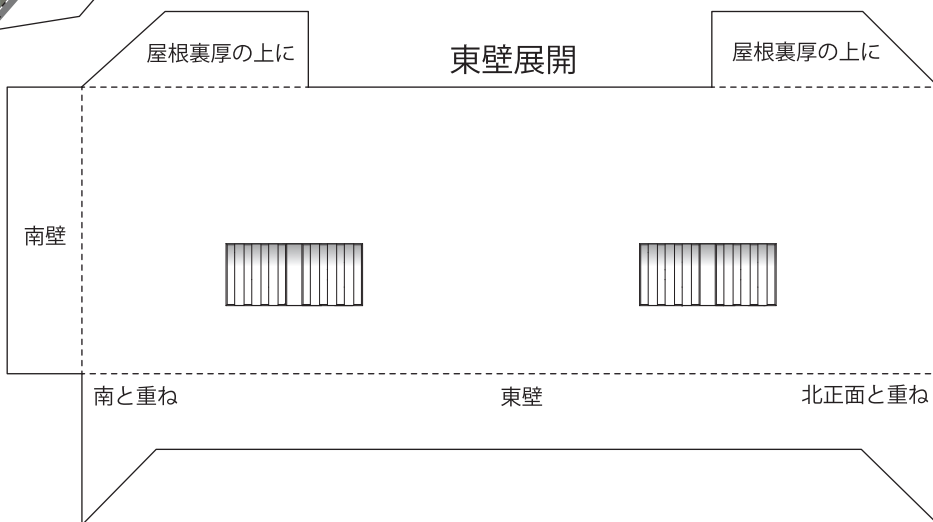 屋根裏厚の上に
東壁展開
屋根裏厚の上に
南壁
南と重ね
東壁
北正面と重ね